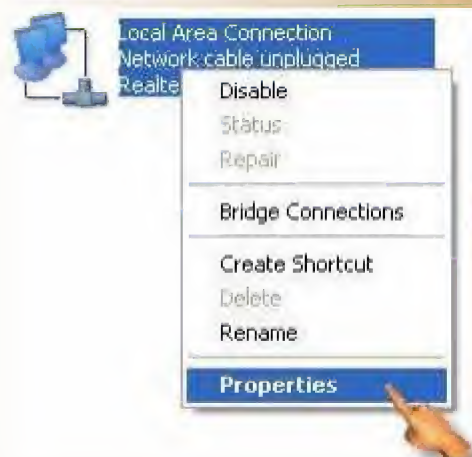 Local Area Connection
Network cable unplugged
Realte
Disable
Status
Repair
Bridge Connections
Create Shortcut
Delete
Rename
Properties